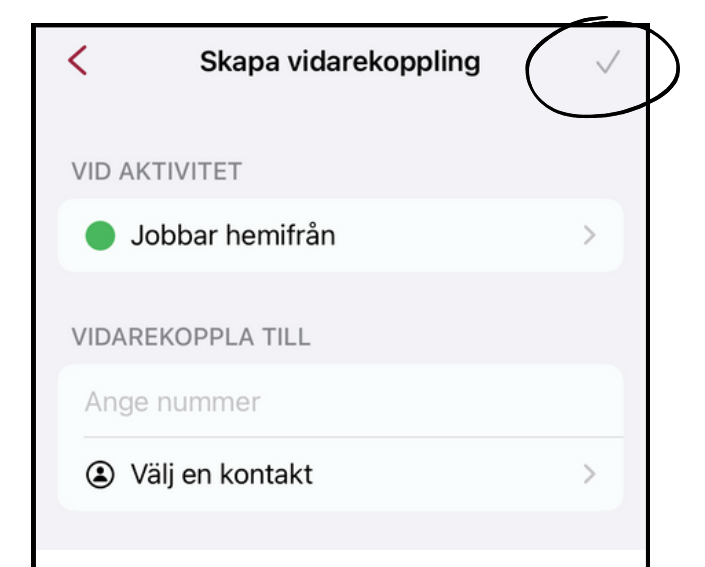 Skapa vidarekoppling
VID AKTIVITET
Jobbar hemifrån
VIDAREKOPPLA TILL
Ange nummer
Välj en kontakt